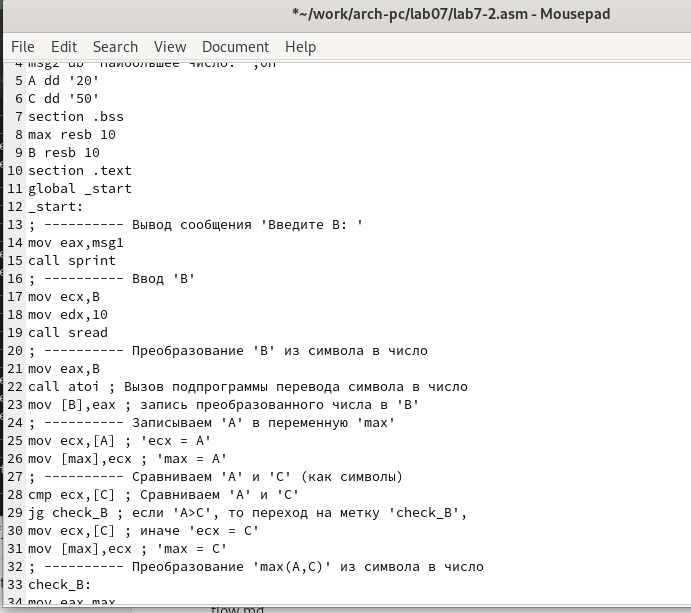 *~/work/arch-pc/lab07/lab7-2.asm - Mousepad
File Edit Search View Document Help
4 msg2 db "Наибольшее число: ",0h
5 A dd '20'
6 C dd '50'
7 section .bss
8 max resb 10
9 B resb 10
10 section .text
11 global _start
12 _start:
13 ; ---------- Вывод сообщения 'Введите B: '
14 mov eax,msg1
15 call sprint
16 ; ---------- Ввод 'B'
17 mov ecx,B
18 mov edx,10
19 call sread
20 ; ---------- Преобразование 'B' из символа в число
21 mov eax,B
22 call atoi ; Вызов подпрограммы перевода символа в число
23 mov [B],eax ; запись преобразованного числа в 'B'
24 ; ---------- Записываем 'A' в переменную 'max'
25 mov ecx,[A] ; 'ecx = A'
26 mov [max],ecx ; 'max = A'
27 ; ---------- Сравниваем 'A' и 'С' (как символы)
28 cmp ecx,[C] ; Сравниваем 'A' и 'С'
29 jg check_B ; если 'A>C', то переход на метку 'check_B',
30 mov ecx,[C] ; иначе 'ecx = C'
31 mov [max],ecx ; 'max = C'
32 ; ---------- Преобразование 'max(A,C)' из символа в число
33 check_B:
34 mov eax,max
flow.md